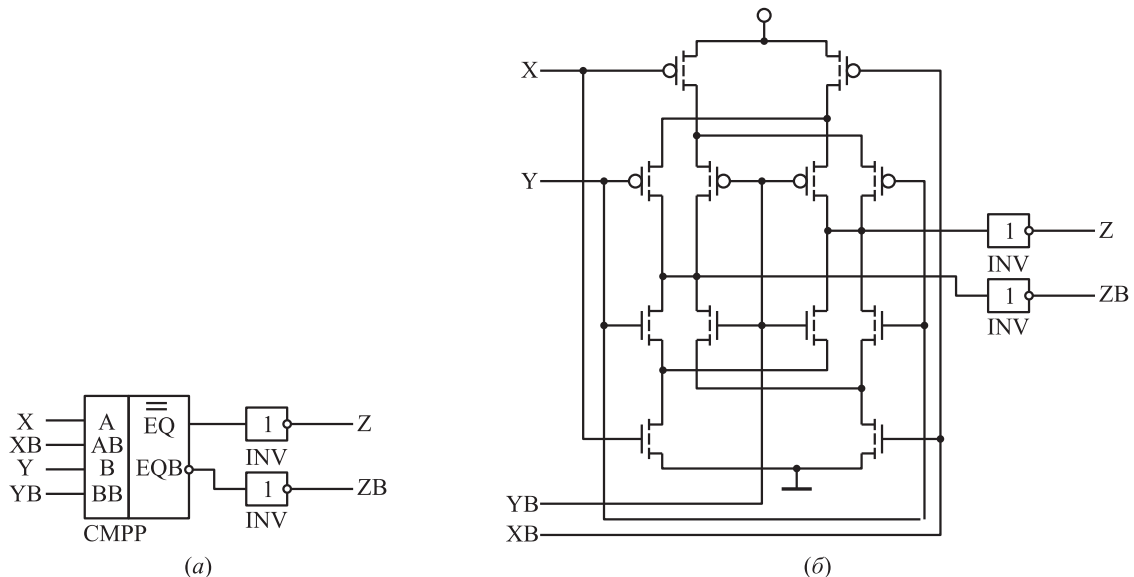 X
XB
Y
YB
A
AB
B
BB
=
EQ
EQB
CMPP
1
INV
Z
1
INV
ZB
(а)
X
Y
YB
XB
1
INV
Z
1
INV
ZB
(б)